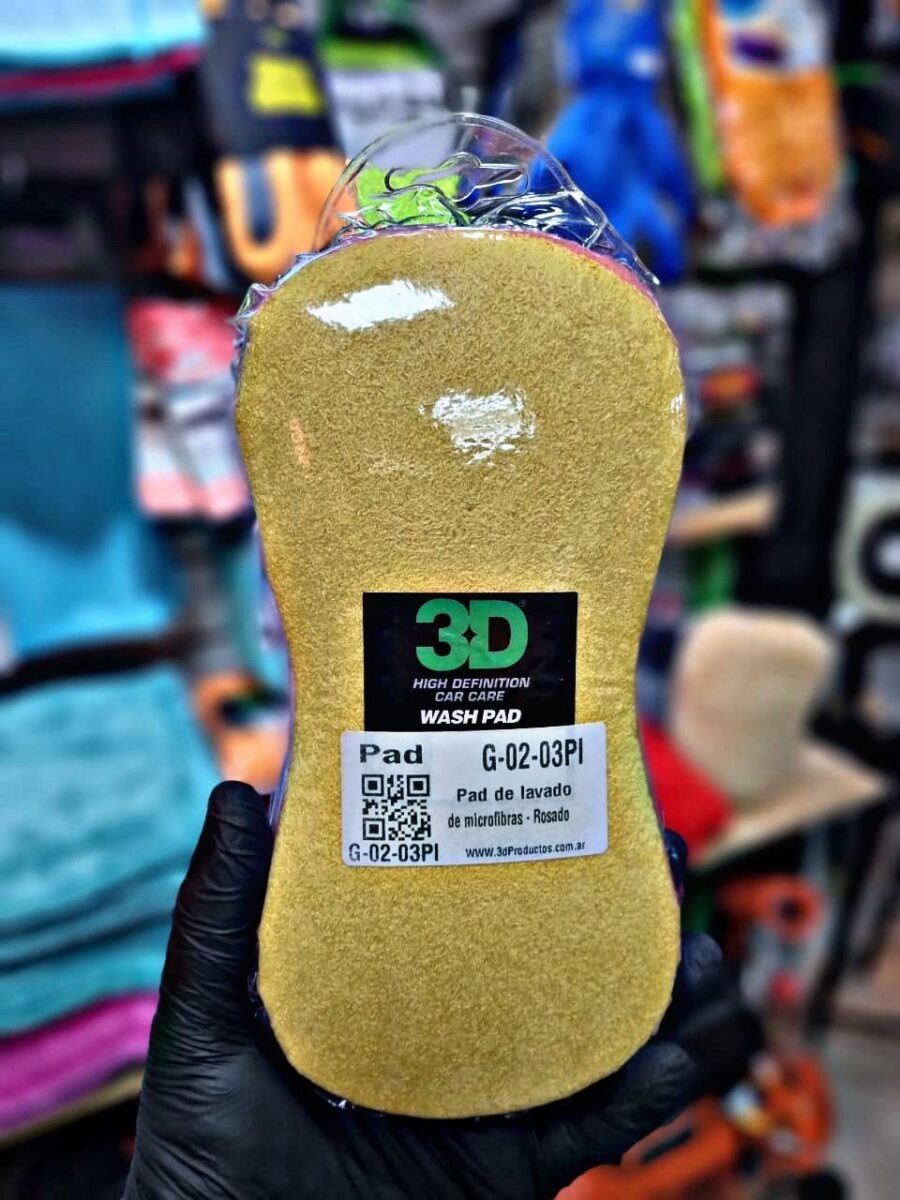 3D®
HIGH DEFINITION
CAR CARE
WASH PAD
Pad G-02-03PI
Pad de lavado
de microfibras - Rosado
G-02-03PI www.3dProductos.com.ar